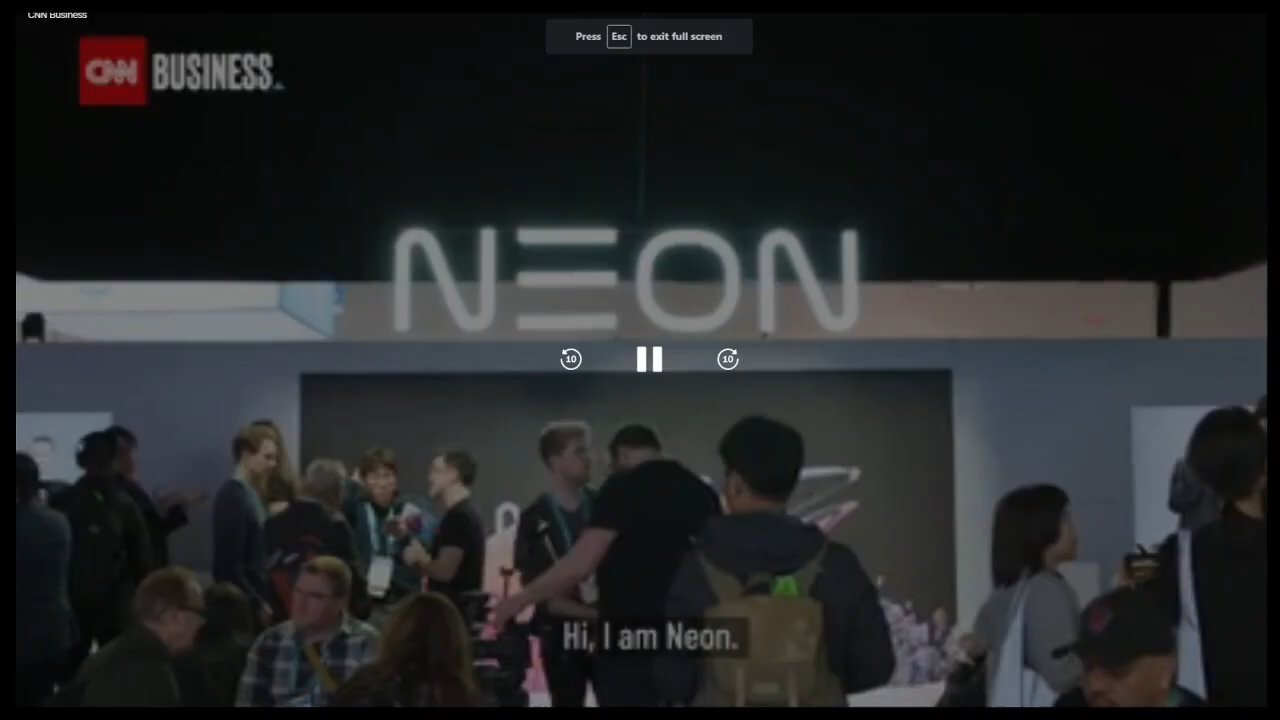 CNN Business
Press Esc to exit full screen
CNN BUSINESS
NEON
10
10
Hi, I am Neon.